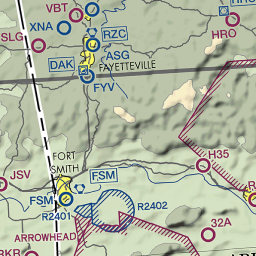 VBT
XNA
RZC
HRO
SLG
ASG
DAK
FAYETTEVILLE
FYV
H35
FORT
SMITH
JSV
FSM
FSM
R2401
R2402
ARROWHEAD
32A
RKR